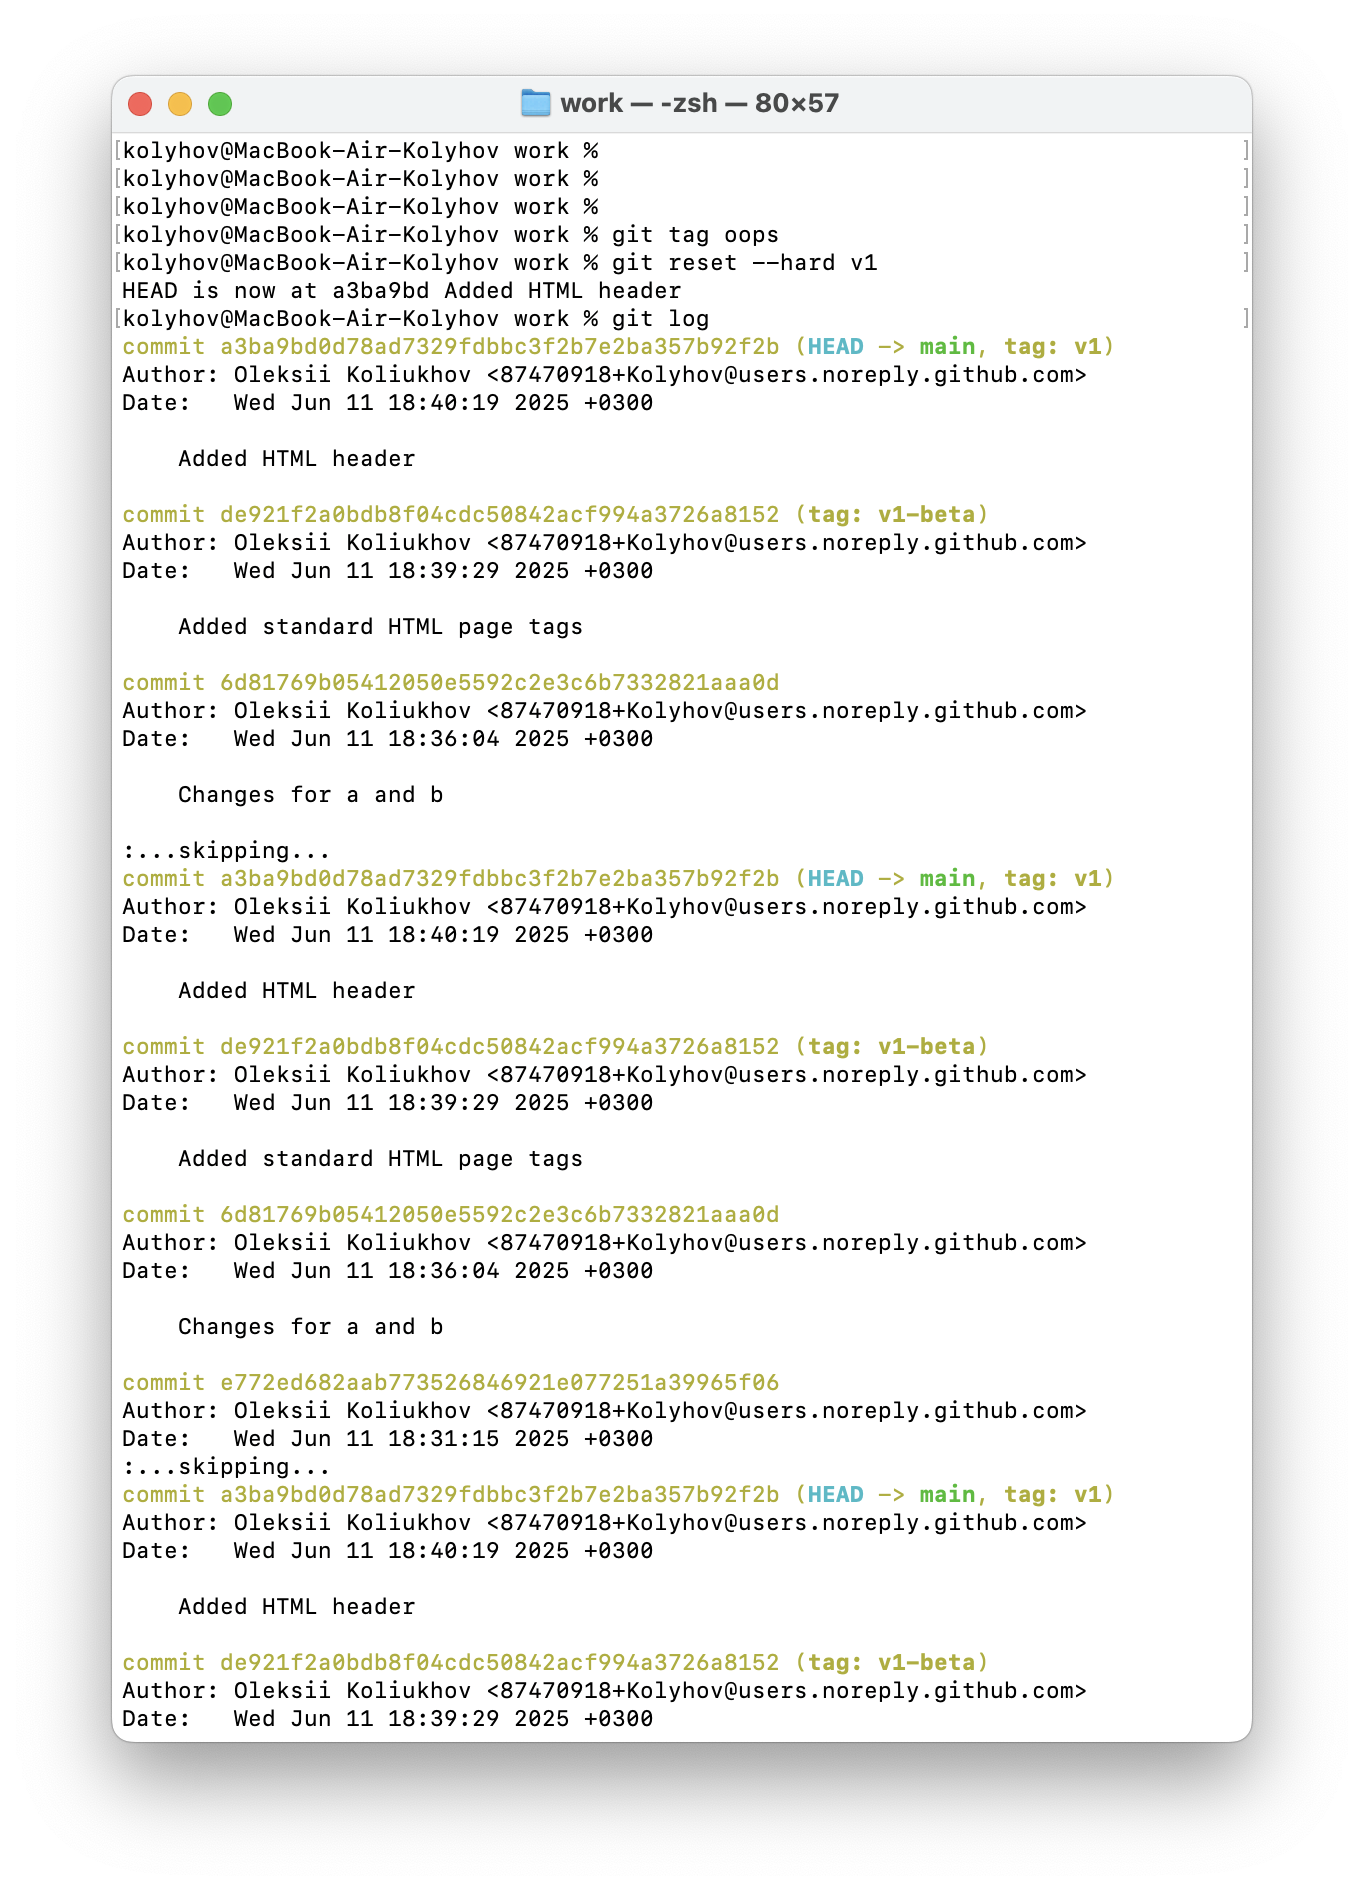 work — -zsh — 80×57
[kolyhov@MacBook-Air-Kolyhov work % ]
[kolyhov@MacBook-Air-Kolyhov work % ]
[kolyhov@MacBook-Air-Kolyhov work % ]
[kolyhov@MacBook-Air-Kolyhov work % git tag oops ]
[kolyhov@MacBook-Air-Kolyhov work % git reset --hard v1 ]
HEAD is now at a3ba9bd Added HTML header
[kolyhov@MacBook-Air-Kolyhov work % git log ]
commit a3ba9bd0d78ad7329fdbbc3f2b7e2ba357b92f2b (HEAD -> main, tag: v1)
Author: Oleksii Koliukhov <87470918+Kolyhov@users.noreply.github.com>
Date:   Wed Jun 11 18:40:19 2025 +0300
    Added HTML header
commit de921f2a0bdb8f04cdc50842acf994a3726a8152 (tag: v1-beta)
Author: Oleksii Koliukhov <87470918+Kolyhov@users.noreply.github.com>
Date:   Wed Jun 11 18:39:29 2025 +0300
    Added standard HTML page tags
commit 6d81769b05412050e5592c2e3c6b7332821aaa0d
Author: Oleksii Koliukhov <87470918+Kolyhov@users.noreply.github.com>
Date:   Wed Jun 11 18:36:04 2025 +0300
    Changes for a and b
:...skipping...
commit a3ba9bd0d78ad7329fdbbc3f2b7e2ba357b92f2b (HEAD -> main, tag: v1)
Author: Oleksii Koliukhov <87470918+Kolyhov@users.noreply.github.com>
Date:   Wed Jun 11 18:40:19 2025 +0300
    Added HTML header
commit de921f2a0bdb8f04cdc50842acf994a3726a8152 (tag: v1-beta)
Author: Oleksii Koliukhov <87470918+Kolyhov@users.noreply.github.com>
Date:   Wed Jun 11 18:39:29 2025 +0300
    Added standard HTML page tags
commit 6d81769b05412050e5592c2e3c6b7332821aaa0d
Author: Oleksii Koliukhov <87470918+Kolyhov@users.noreply.github.com>
Date:   Wed Jun 11 18:36:04 2025 +0300
    Changes for a and b
commit e772ed682aab773526846921e077251a39965f06
Author: Oleksii Koliukhov <87470918+Kolyhov@users.noreply.github.com>
Date:   Wed Jun 11 18:31:15 2025 +0300
:...skipping...
commit a3ba9bd0d78ad7329fdbbc3f2b7e2ba357b92f2b (HEAD -> main, tag: v1)
Author: Oleksii Koliukhov <87470918+Kolyhov@users.noreply.github.com>
Date:   Wed Jun 11 18:40:19 2025 +0300
    Added HTML header
commit de921f2a0bdb8f04cdc50842acf994a3726a8152 (tag: v1-beta)
Author: Oleksii Koliukhov <87470918+Kolyhov@users.noreply.github.com>
Date:   Wed Jun 11 18:39:29 2025 +0300